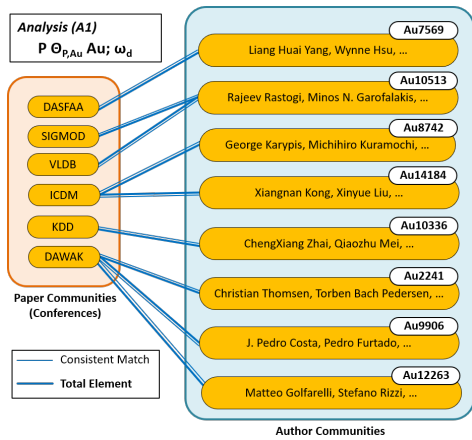 Analysis (A1)
P ΘP,Au Au; ωd
DASFAA
SIGMOD
VLDB
ICDM
KDD
DAWAK
Paper Communities
(Conferences)
Consistent Match
Total Element
Au7569
Liang Huai Yang, Wynne Hsu, ...
Au10513
Rajeev Rastogi, Minos N. Garofalakis, ...
Au8742
George Karypis, Michihiro Kuramochi, ...
Au14184
Xiangnan Kong, Xinyue Liu, ...
Au10336
ChengXiang Zhai, Qiaozhu Mei, ...
Au2241
Christian Thomsen, Torben Bach Pedersen, ...
Au9906
J. Pedro Costa, Pedro Furtado, ...
Au12263
Matteo Golfarelli, Stefano Rizzi, ...
Author Communities